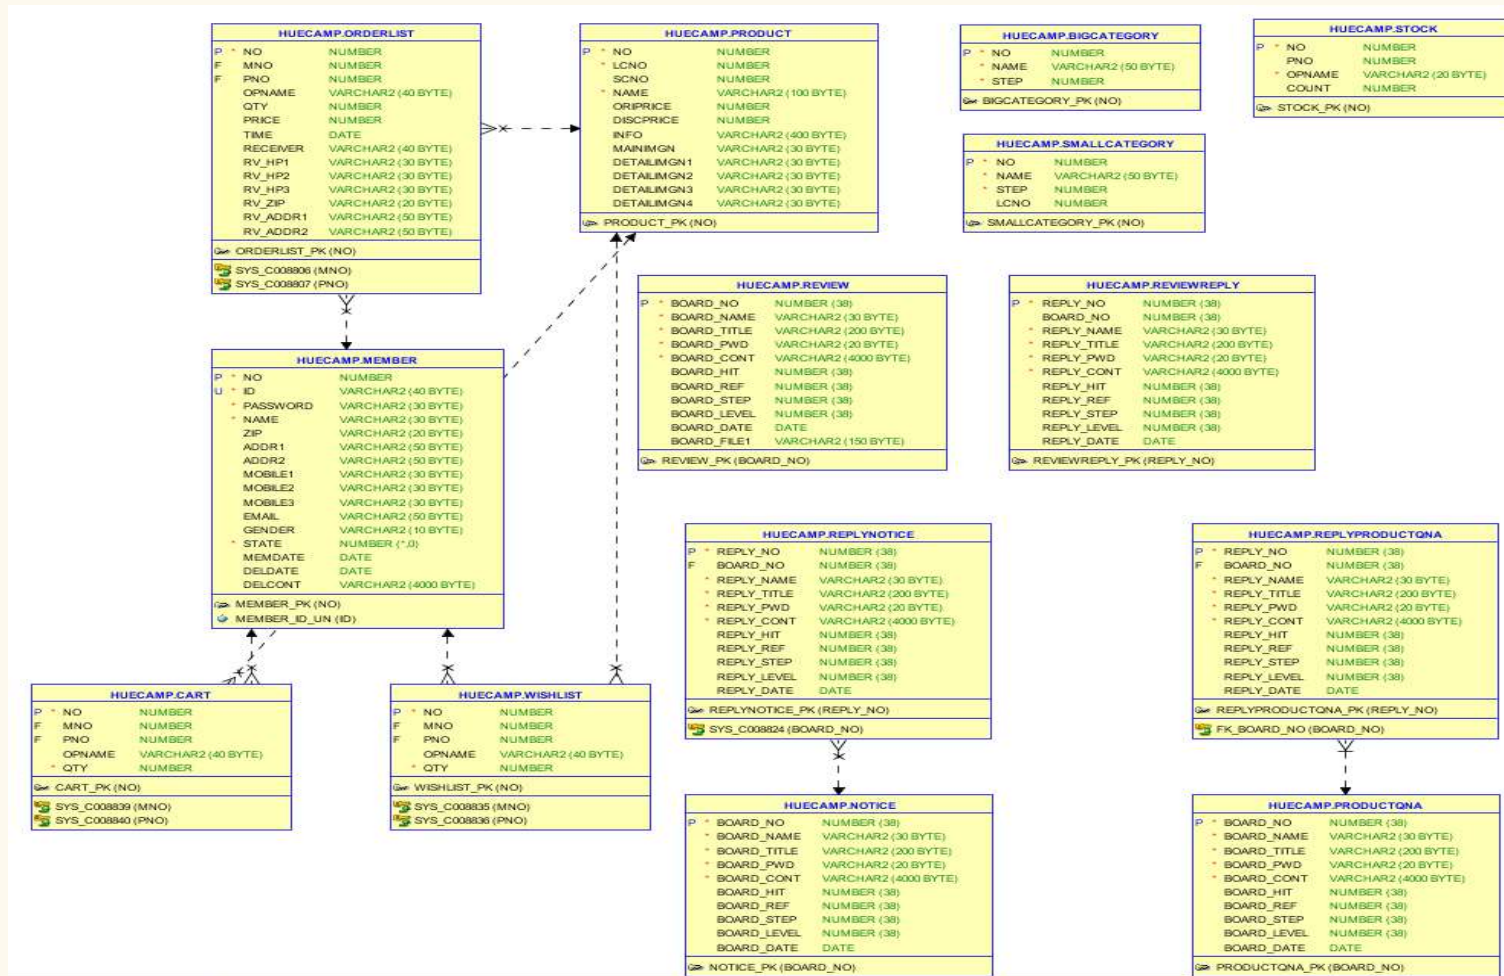 HUECAMP.ORDERLIST
P * NO NUMBER
F MNO NUMBER
F PNO NUMBER
OPNAME VARCHAR2 (40 BYTE)
QTY NUMBER
PRICE NUMBER
TIME DATE
RECEIVER VARCHAR2 (40 BYTE)
RV_HP1 VARCHAR2 (30 BYTE)
RV_HP2 VARCHAR2 (30 BYTE)
RV_HP3 VARCHAR2 (30 BYTE)
RV_ZIP VARCHAR2 (20 BYTE)
RV_ADDR1 VARCHAR2 (50 BYTE)
RV_ADDR2 VARCHAR2 (50 BYTE)
ORDERLIST_PK (NO)
SYS_C008806 (MNO)
SYS_C008807 (PNO)
HUECAMP.PRODUCT
P * NO NUMBER
* LCNO NUMBER
SCNO NUMBER
* NAME VARCHAR2 (100 BYTE)
ORIPRICE NUMBER
DISCPRICE NUMBER
INFO VARCHAR2 (400 BYTE)
MAINIMGN VARCHAR2 (30 BYTE)
DETAILIMGN1 VARCHAR2 (30 BYTE)
DETAILIMGN2 VARCHAR2 (30 BYTE)
DETAILIMGN3 VARCHAR2 (30 BYTE)
DETAILIMGN4 VARCHAR2 (30 BYTE)
PRODUCT_PK (NO)
HUECAMP.BIGCATEGORY
P * NO NUMBER
* NAME VARCHAR2 (50 BYTE)
* STEP NUMBER
BIGCATEGORY_PK (NO)
HUECAMP.STOCK
P * NO NUMBER
PNO NUMBER
* OPNAME VARCHAR2 (20 BYTE)
COUNT NUMBER
STOCK_PK (NO)
HUECAMP.SMALLCATEGORY
P * NO NUMBER
* NAME VARCHAR2 (50 BYTE)
* STEP NUMBER
LCNO NUMBER
SMALLCATEGORY_PK (NO)
HUECAMP.REVIEW
P * BOARD_NO NUMBER (38)
* BOARD_NAME VARCHAR2 (30 BYTE)
* BOARD_TITLE VARCHAR2 (200 BYTE)
* BOARD_PWD VARCHAR2 (20 BYTE)
* BOARD_CONT VARCHAR2 (4000 BYTE)
BOARD_HIT NUMBER (38)
BOARD_REF NUMBER (38)
BOARD_STEP NUMBER (38)
BOARD_LEVEL NUMBER (38)
BOARD_DATE DATE
BOARD_FILE1 VARCHAR2 (150 BYTE)
REVIEW_PK (BOARD_NO)
HUECAMP.REVIEWREPLY
P * REPLY_NO NUMBER (38)
BOARD_NO NUMBER (38)
* REPLY_NAME VARCHAR2 (30 BYTE)
* REPLY_TITLE VARCHAR2 (200 BYTE)
* REPLY_PWD VARCHAR2 (20 BYTE)
* REPLY_CONT VARCHAR2 (4000 BYTE)
REPLY_HIT NUMBER (38)
REPLY_REF NUMBER (38)
REPLY_STEP NUMBER (38)
REPLY_LEVEL NUMBER (38)
REPLY_DATE DATE
REVIEWREPLY_PK (REPLY_NO)
HUECAMP.MEMBER
P * NO NUMBER
U * ID VARCHAR2 (40 BYTE)
* PASSWORD VARCHAR2 (30 BYTE)
* NAME VARCHAR2 (30 BYTE)
ZIP VARCHAR2 (20 BYTE)
ADDR1 VARCHAR2 (50 BYTE)
ADDR2 VARCHAR2 (50 BYTE)
MOBILE1 VARCHAR2 (30 BYTE)
MOBILE2 VARCHAR2 (30 BYTE)
MOBILE3 VARCHAR2 (30 BYTE)
EMAIL VARCHAR2 (50 BYTE)
GENDER VARCHAR2 (10 BYTE)
* STATE NUMBER (*,0)
MEMDATE DATE
DELDATE DATE
DELCONT VARCHAR2 (4000 BYTE)
MEMBER_PK (NO)
MEMBER_ID_UN (ID)
HUECAMP.REPLYNOTICE
P * REPLY_NO NUMBER (38)
F BOARD_NO NUMBER (38)
* REPLY_NAME VARCHAR2 (30 BYTE)
* REPLY_TITLE VARCHAR2 (200 BYTE)
* REPLY_PWD VARCHAR2 (20 BYTE)
* REPLY_CONT VARCHAR2 (4000 BYTE)
REPLY_HIT NUMBER (38)
REPLY_REF NUMBER (38)
REPLY_STEP NUMBER (38)
REPLY_LEVEL NUMBER (38)
REPLY_DATE DATE
REPLYNOTICE_PK (REPLY_NO)
SYS_C008824 (BOARD_NO)
HUECAMP.REPLYPRODUCTQNA
P * REPLY_NO NUMBER (38)
F BOARD_NO NUMBER (38)
* REPLY_NAME VARCHAR2 (30 BYTE)
* REPLY_TITLE VARCHAR2 (200 BYTE)
* REPLY_PWD VARCHAR2 (20 BYTE)
* REPLY_CONT VARCHAR2 (4000 BYTE)
REPLY_HIT NUMBER (38)
REPLY_REF NUMBER (38)
REPLY_STEP NUMBER (38)
REPLY_LEVEL NUMBER (38)
REPLY_DATE DATE
REPLYPRODUCTQNA_PK (REPLY_NO)
FK_BOARD_NO (BOARD_NO)
HUECAMP.CART
P * NO NUMBER
F MNO NUMBER
F PNO NUMBER
OPNAME VARCHAR2 (40 BYTE)
* QTY NUMBER
CART_PK (NO)
SYS_C008839 (MNO)
SYS_C008840 (PNO)
HUECAMP.WISHLIST
P * NO NUMBER
F MNO NUMBER
F PNO NUMBER
OPNAME VARCHAR2 (40 BYTE)
* QTY NUMBER
WISHLIST_PK (NO)
SYS_C008835 (MNO)
SYS_C008836 (PNO)
HUECAMP.NOTICE
P * BOARD_NO NUMBER (38)
* BOARD_NAME VARCHAR2 (30 BYTE)
* BOARD_TITLE VARCHAR2 (200 BYTE)
* BOARD_PWD VARCHAR2 (20 BYTE)
* BOARD_CONT VARCHAR2 (4000 BYTE)
BOARD_HIT NUMBER (38)
BOARD_REF NUMBER (38)
BOARD_STEP NUMBER (38)
BOARD_LEVEL NUMBER (38)
BOARD_DATE DATE
NOTICE_PK (BOARD_NO)
HUECAMP.PRODUCTQNA
P * BOARD_NO NUMBER (38)
* BOARD_NAME VARCHAR2 (30 BYTE)
* BOARD_TITLE VARCHAR2 (200 BYTE)
* BOARD_PWD VARCHAR2 (20 BYTE)
* BOARD_CONT VARCHAR2 (4000 BYTE)
BOARD_HIT NUMBER (38)
BOARD_REF NUMBER (38)
BOARD_STEP NUMBER (38)
BOARD_LEVEL NUMBER (38)
BOARD_DATE DATE
PRODUCTQNA_PK (BOARD_NO)